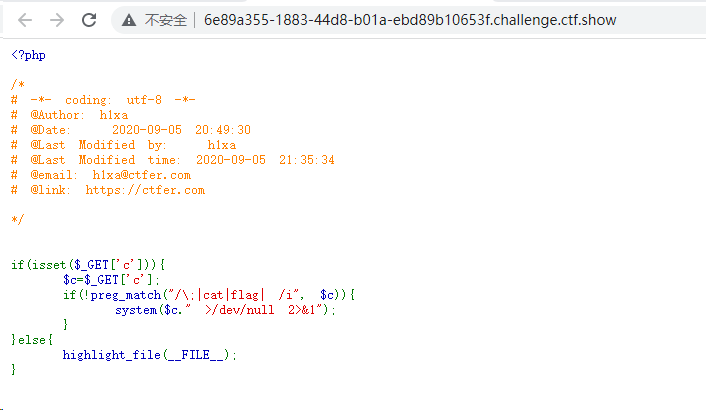 不安全 | 6e89a355-1883-44d8-b01a-ebd89b10653f.challenge.ctf.show
<?php
/*
# -*- coding: utf-8 -*-
# @Author: h1xa
# @Date:   2020-09-05 20:49:30
# @Last Modified by:   h1xa
# @Last Modified time: 2020-09-05 21:35:34
# @email: h1xa@ctfer.com
# @link: https://ctfer.com
*/
if(isset($_GET['c'])){
    $c=$_GET['c'];
    if(!preg_match("/\;|cat|flag| /i", $c)){
        system($c." >/dev/null 2>&1");
    }
}else{
    highlight_file(__FILE__);
}